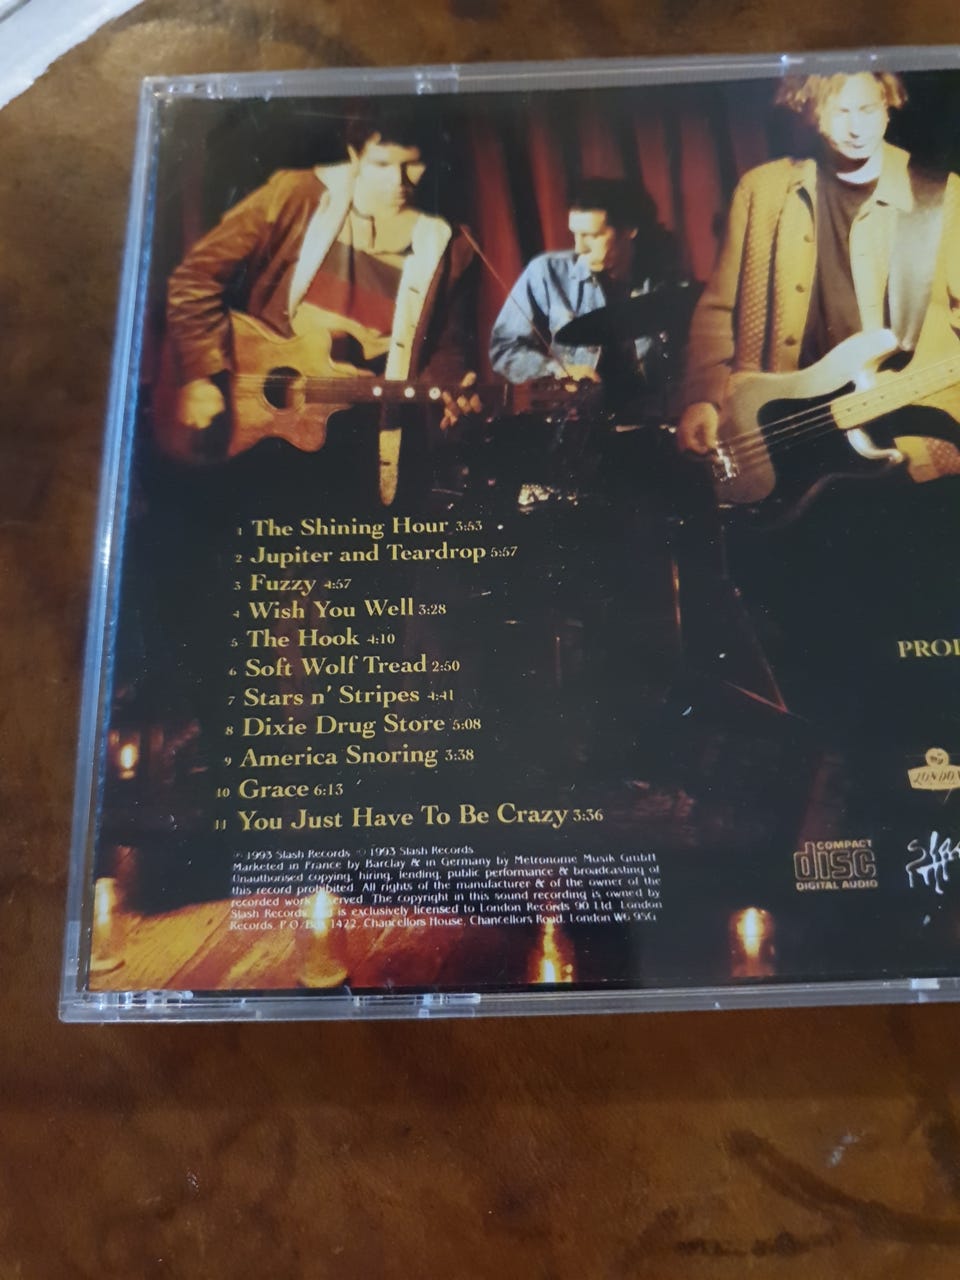 1 The Shining Hour 3:53
2 Jupiter and Teardrop 5:57
3 Fuzzy 4:57
4 Wish You Well 3:28
5 The Hook 4:10
6 Soft Wolf Tread 2:50
7 Stars n' Stripes 4:41
8 Dixie Drug Store 5:08
9 America Snoring 3:38
10 Grace 6:13
11 You Just Have To Be Crazy 3:36
℗ 1993 Slash Records © 1993 Slash Records
Marketed in France by Barclay & in Germany by Metronome Musik GmbH
Unauthorised copying, hiring, lending, public performance & broadcasting of
this record prohibited. All rights of the manufacturer & of the owner of the
recorded work reserved. The copyright in this sound recording is owned by
Slash Records and is exclusively licensed to London Records 90 Ltd. London
Records, P.O. Box 1422, Chancellors House, Chancellors Road, London W6 9SG
PROD
LONDON
COMPACT
disc
DIGITAL AUDIO